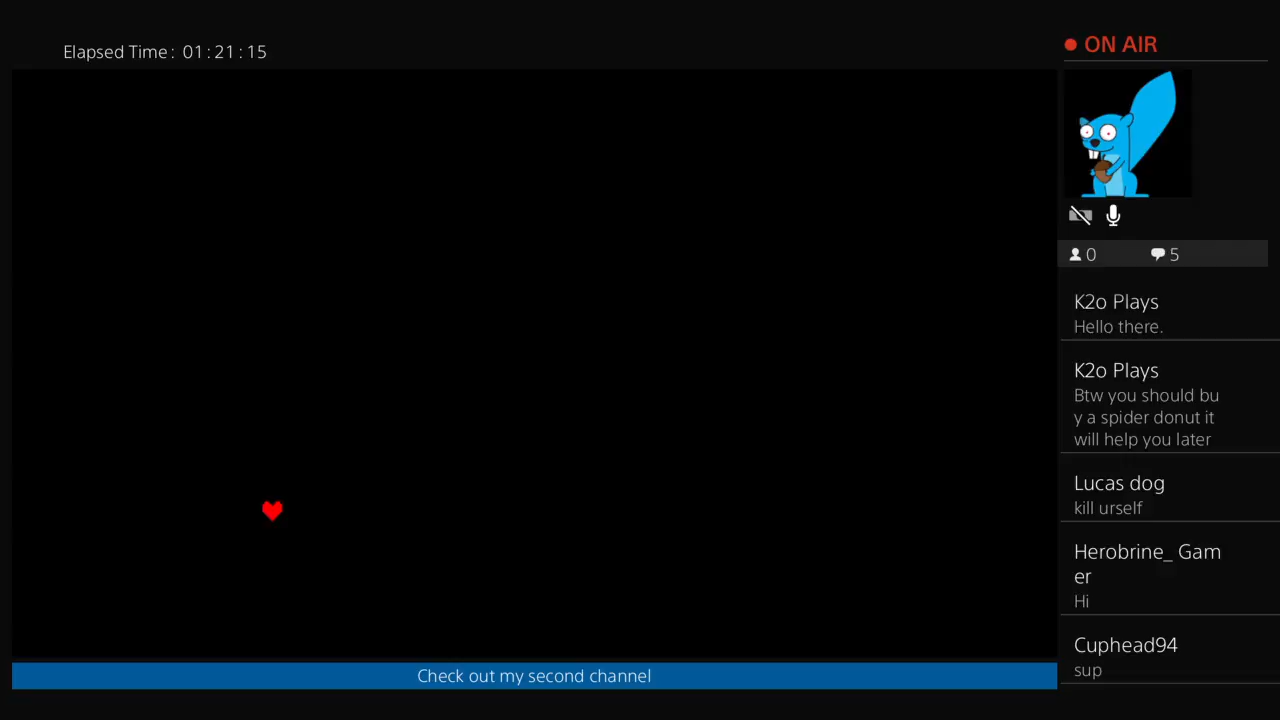 Elapsed Time: 01:21:15
ON AIR
0 5
K2o Plays
Hello there.
K2o Plays
Btw you should bu
y a spider donut it
will help you later
Lucas dog
kill urself
Herobrine_ Gam
er
Hi
Cuphead94
sup
Check out my second channel